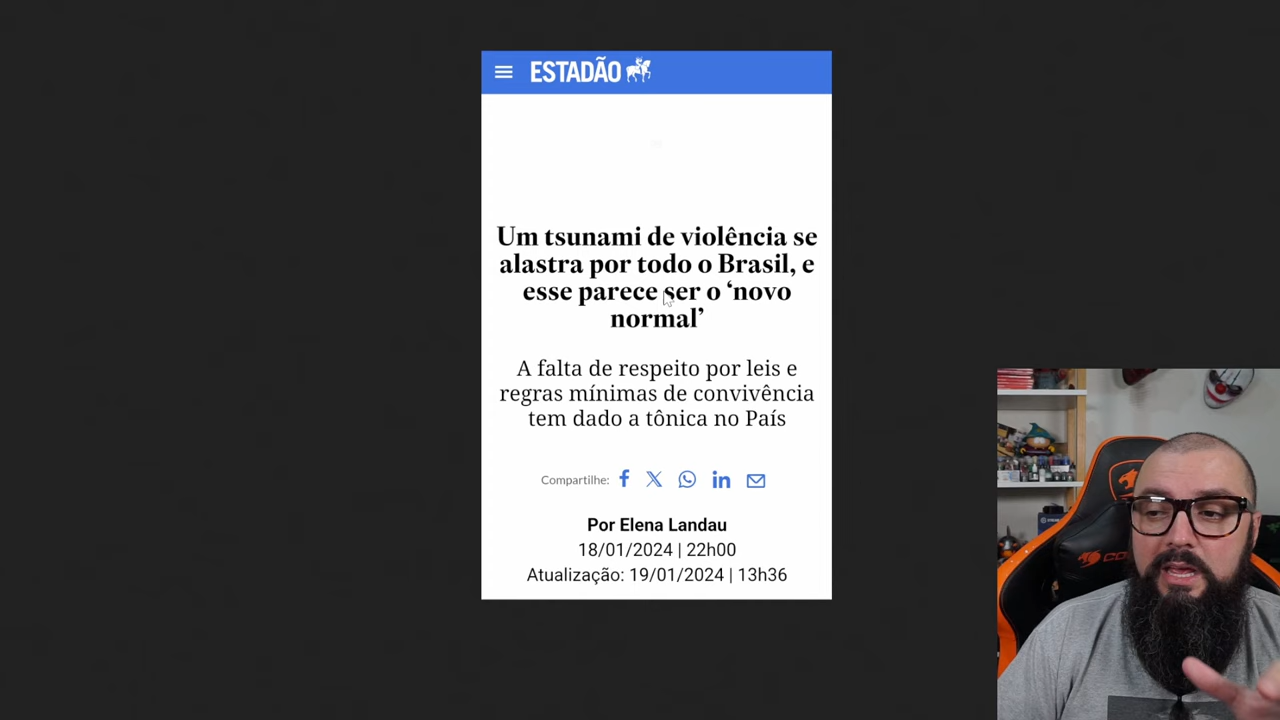 ESTADÃO
Um tsunami de violência se
alastra por todo o Brasil, e
esse parece ser o ‘novo
normal’
A falta de respeito por leis e
regras mínimas de convivência
tem dado a tônica no País
Compartilhe:
Por Elena Landau
18/01/2024 | 22h00
Atualização: 19/01/2024 | 13h36